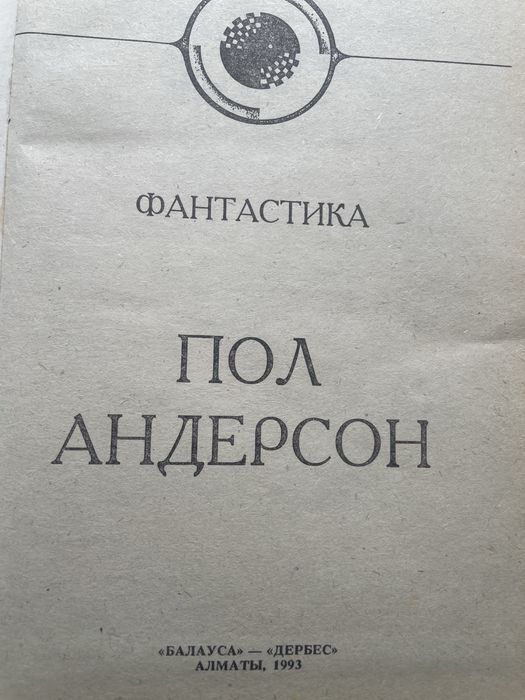 ФАНТАСТИКА
ПОЛ
АНДЕРСОН
«БАЛАУСА» — «ДЕРБЕС»
АЛМАТЫ, 1993